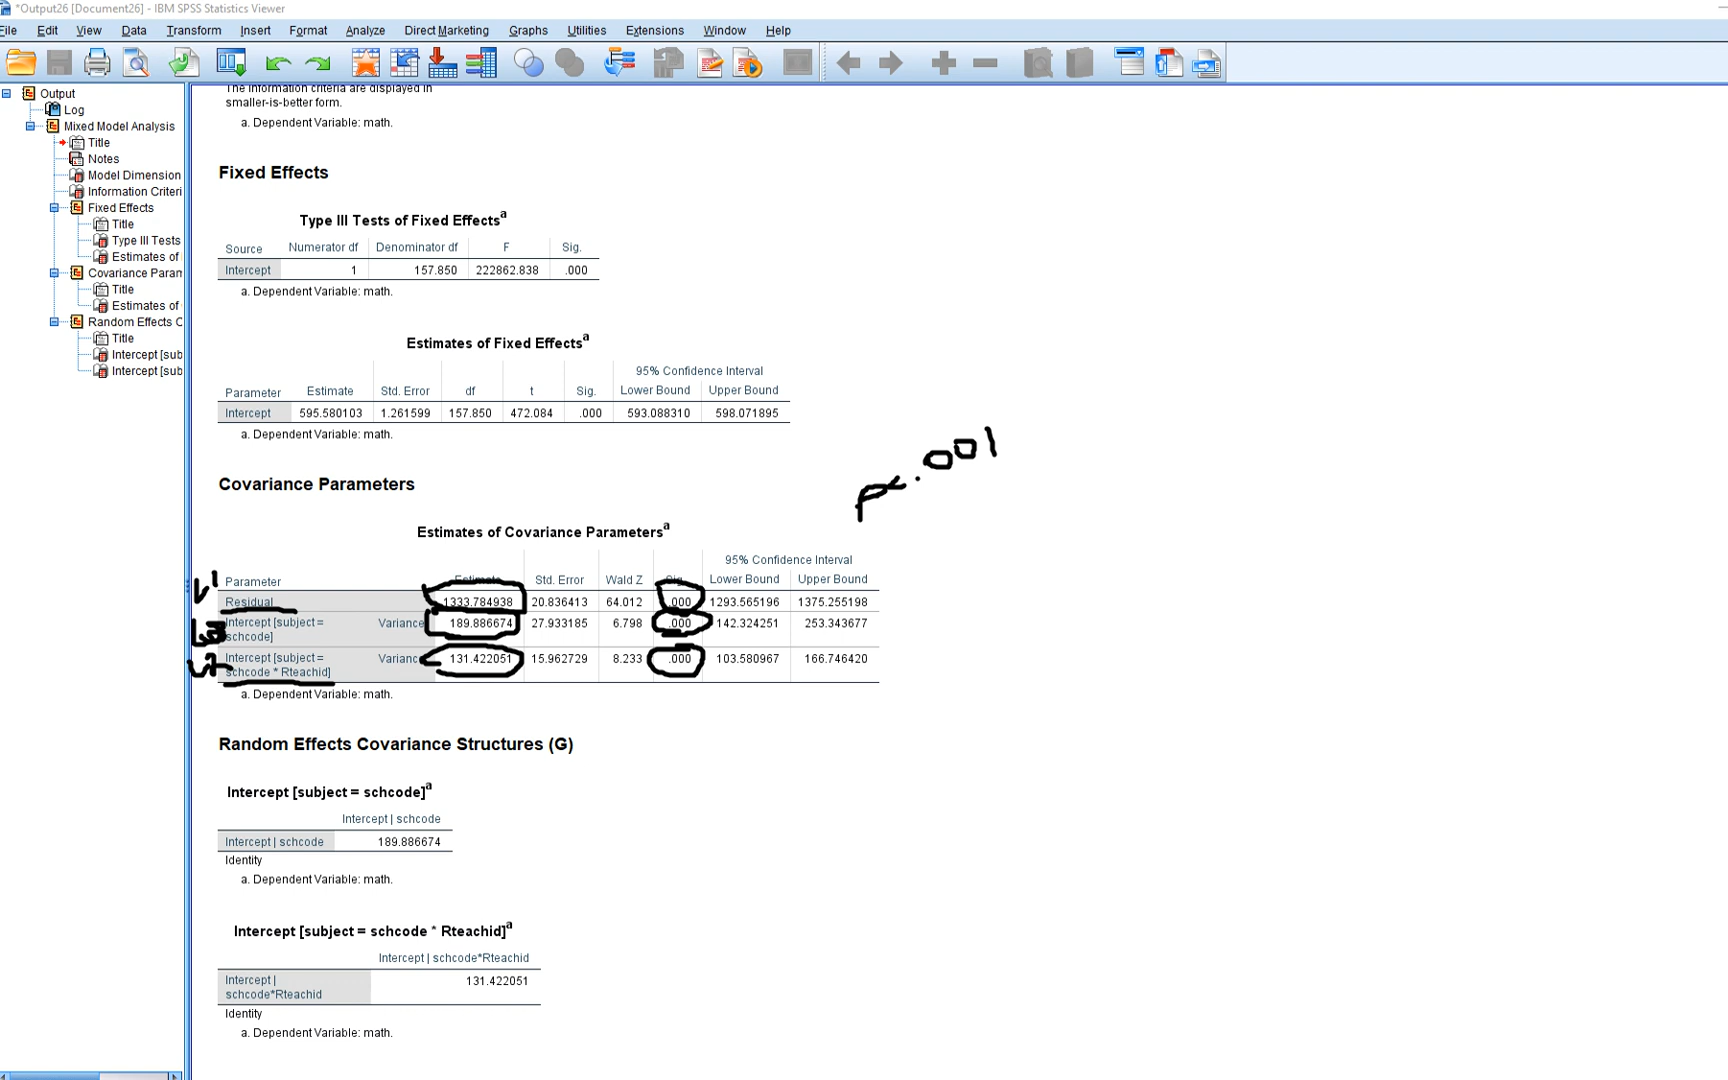 *Output26 [Document26] - IBM SPSS Statistics Viewer
File Edit View Data Transform Insert Format Analyze Direct Marketing Graphs Utilities Extensions Window Help
Output
Log
Mixed Model Analysis
Title
Notes
Model Dimension
Information Criteri
Fixed Effects
Title
Type III Tests
Estimates of
Covariance Param
Title
Estimates of
Random Effects C
Title
Intercept [sub
Intercept [sub
The information criteria are displayed in
smaller-is-better form.
a. Dependent Variable: math.
Fixed Effects
Type III Tests of Fixed Effects a
Source Numerator df Denominator df F Sig.
Intercept 1 157.850 222862.838 .000
a. Dependent Variable: math.
Estimates of Fixed Effects a
95% Confidence Interval
Parameter Estimate Std. Error df t Sig. Lower Bound Upper Bound
Intercept 595.580103 1.261599 157.850 472.084 .000 593.088310 598.071895
a. Dependent Variable: math.
p<.001
Covariance Parameters
Estimates of Covariance Parameters a
95% Confidence Interval
Parameter Estimate Std. Error Wald Z Sig. Lower Bound Upper Bound
L1 Residual 1333.784938 20.836413 64.012 .000 1293.565196 1375.255198
Intercept [subject = Variance 189.886674 27.933185 6.798 .000 142.324251 253.343677
schcode]
Intercept [subject = Variance 131.422051 15.962729 8.233 .000 103.580967 166.746420
schcode * Rteachid]
a. Dependent Variable: math.
Random Effects Covariance Structures (G)
Intercept [subject = schcode] a
Intercept | schcode
Intercept | schcode 189.886674
Identity
a. Dependent Variable: math.
Intercept [subject = schcode * Rteachid] a
Intercept | schcode*Rteachid
Intercept | 131.422051
schcode*Rteachid
Identity
a. Dependent Variable: math.